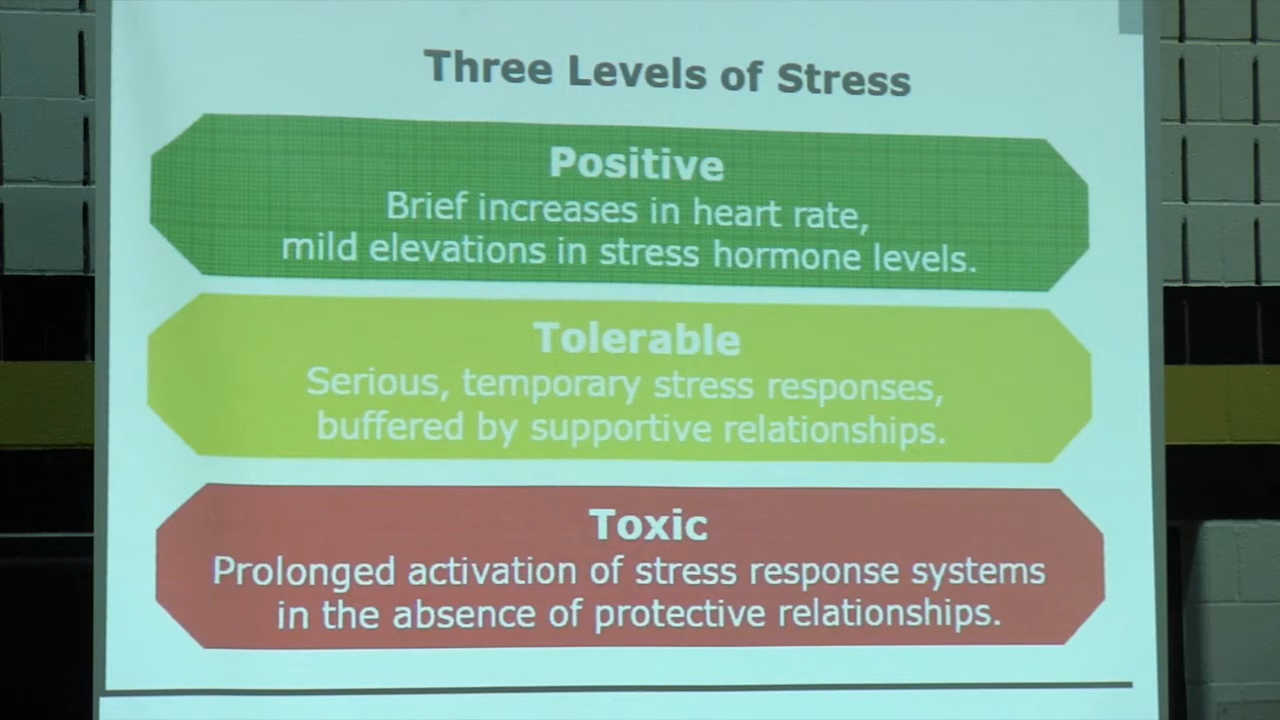 Three Levels of Stress
Positive
Brief increases in heart rate,
mild elevations in stress hormone levels.
Tolerable
Serious, temporary stress responses,
buffered by supportive relationships.
Toxic
Prolonged activation of stress response systems
in the absence of protective relationships.